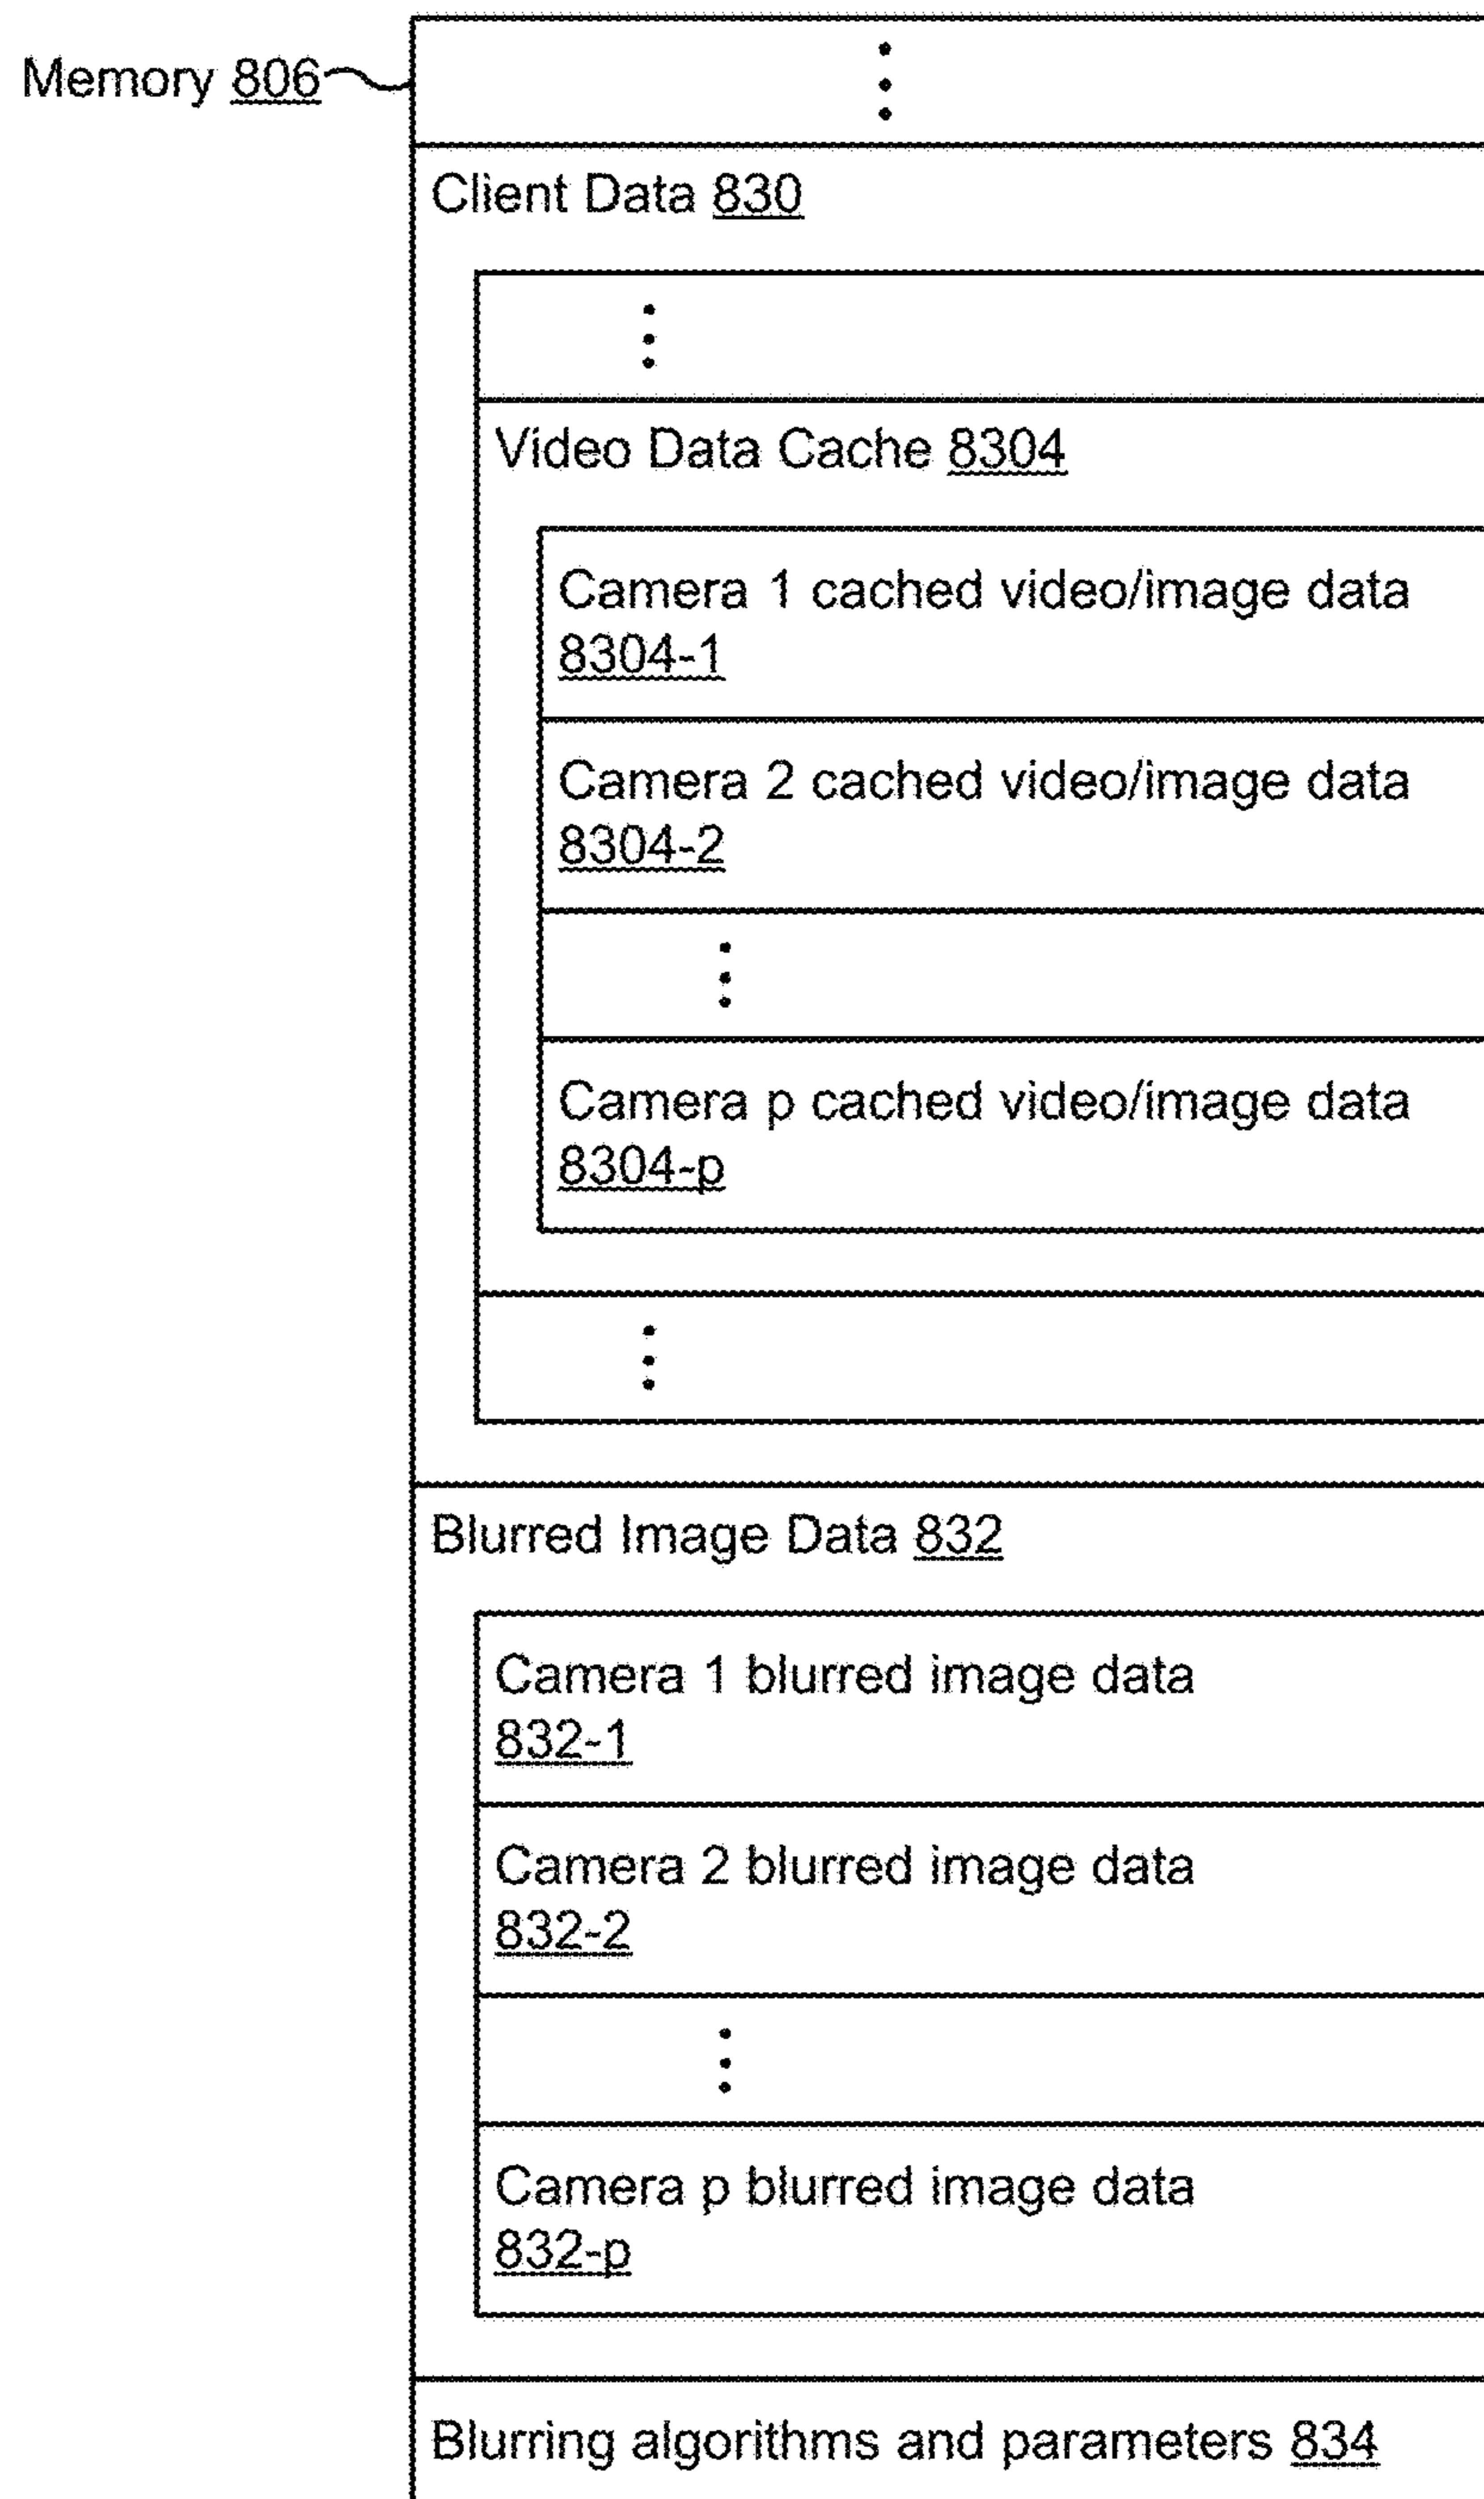 Memory 806
Client Data 830
Video Data Cache 8304
Camera 1 cached video/image data
8304-1
Camera 2 cached video/image data
8304-2
Camera p cached video/image data
8304-p
Blurred Image Data 832
Camera 1 blurred image data
832-1
Camera 2 blurred image data
832-2
Camera p blurred image data
832-p
Blurring algorithms and parameters 834